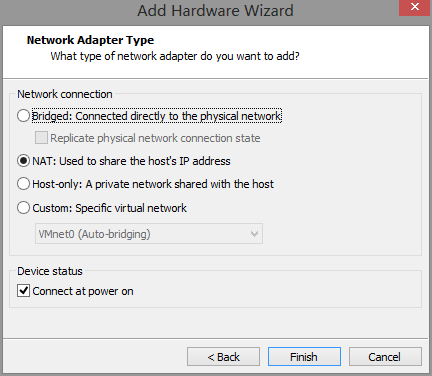 Add Hardware Wizard
Network Adapter Type
What type of network adapter do you want to add?
Network connection
Bridged: Connected directly to the physical network
Replicate physical network connection state
NAT: Used to share the host's IP address
Host-only: A private network shared with the host
Custom: Specific virtual network
VMnet0 (Auto-bridging)
Device status
Connect at power on
< Back Finish Cancel